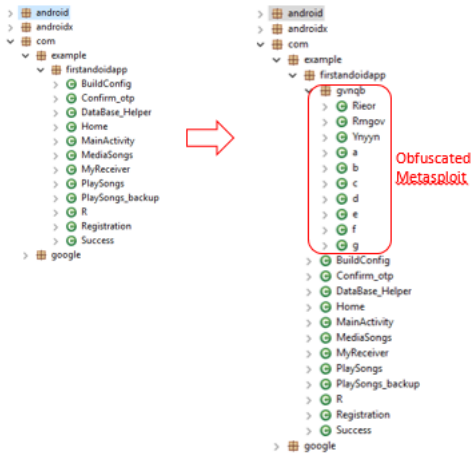 android
androidx
com
example
firstandoidapp
BuildConfig
Confirm_otp
DataBase_Helper
Home
MainActivity
MediaSongs
MyReceiver
PlaySongs
PlaySongs_backup
R
Registration
Success
google
android
androidx
com
example
firstandoidapp
gvnqb
Rieor
Rmgov
Ynyyn
a
b
c
d
e
f
g
BuildConfig
Confirm_otp
DataBase_Helper
Home
MainActivity
MediaSongs
MyReceiver
PlaySongs
PlaySongs_backup
R
Registration
Success
google
Obfuscated
Metasploit